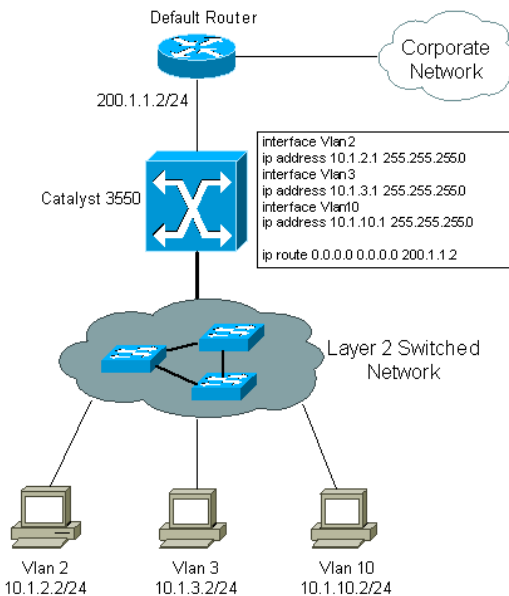 Default Router
Corporate
Network
200.1.1.2/24
interface Vlan2
ip address 10.1.2.1 255.255.255.0
interface Vlan3
ip address 10.1.3.1 255.255.255.0
interface Vlan10
ip address 10.1.10.1 255.255.255.0
ip route 0.0.0.0 0.0.0.0 200.1.1.2
Catalyst 3550
Layer 2 Switched
Network
Vlan 2
10.1.2.2/24
Vlan 3
10.1.3.2/24
Vlan 10
10.1.10.2/24